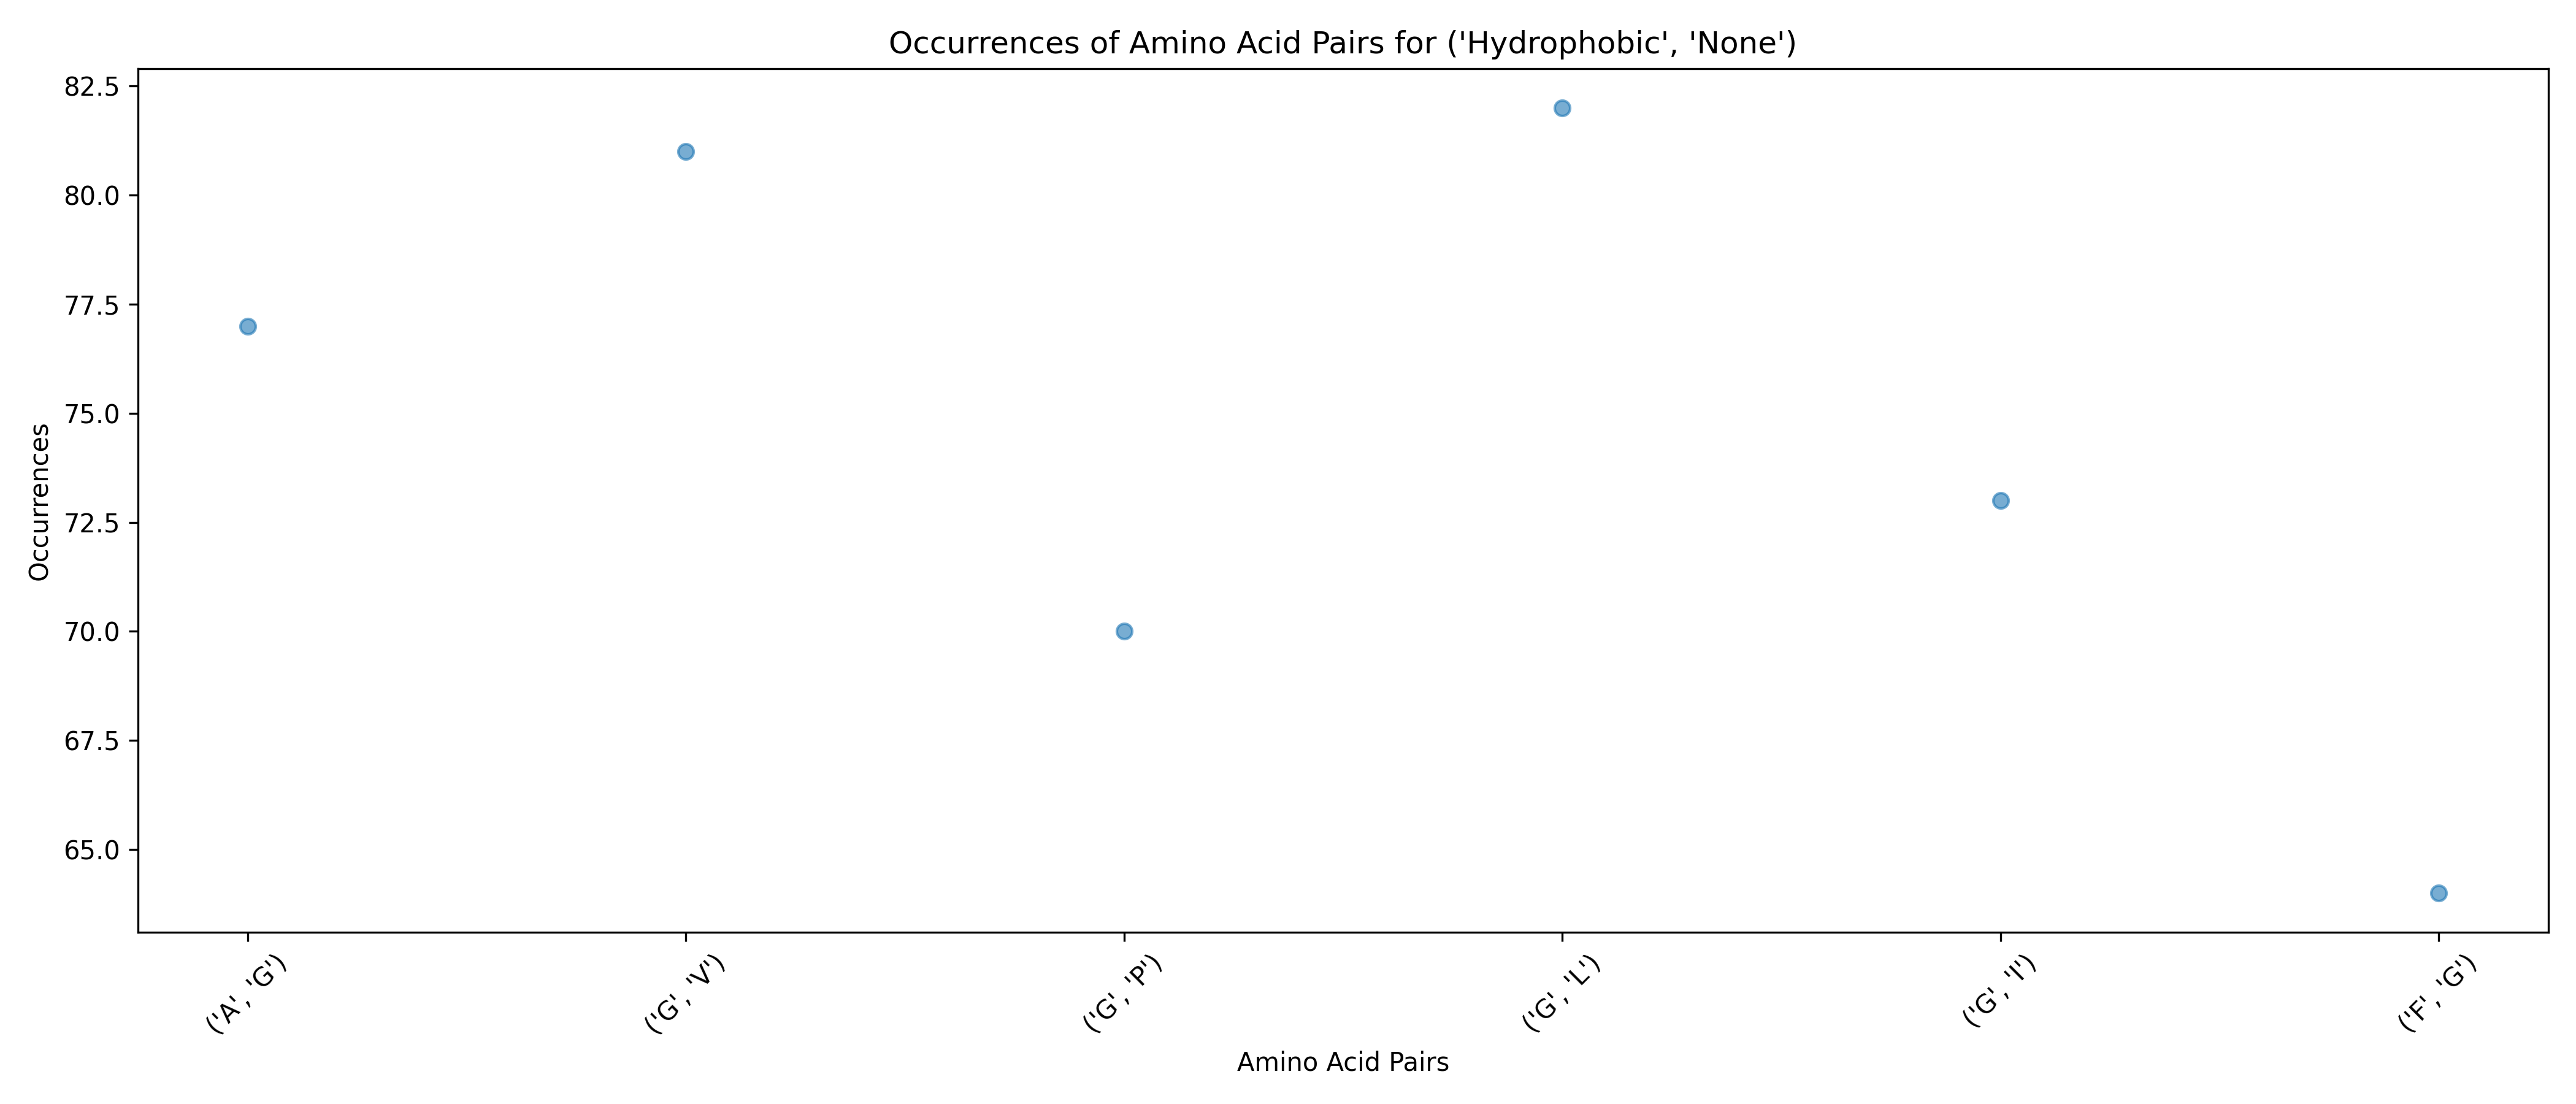 Occurrences of Amino Acid Pairs for ('Hydrophobic', 'None')
82.5
80.0
77.5
75.0
72.5
70.0
67.5
65.0
Occurrences
('A', 'G')
('G', 'V')
('G', 'P')
('G', 'L')
('G', 'I')
('F', 'G')
Amino Acid Pairs